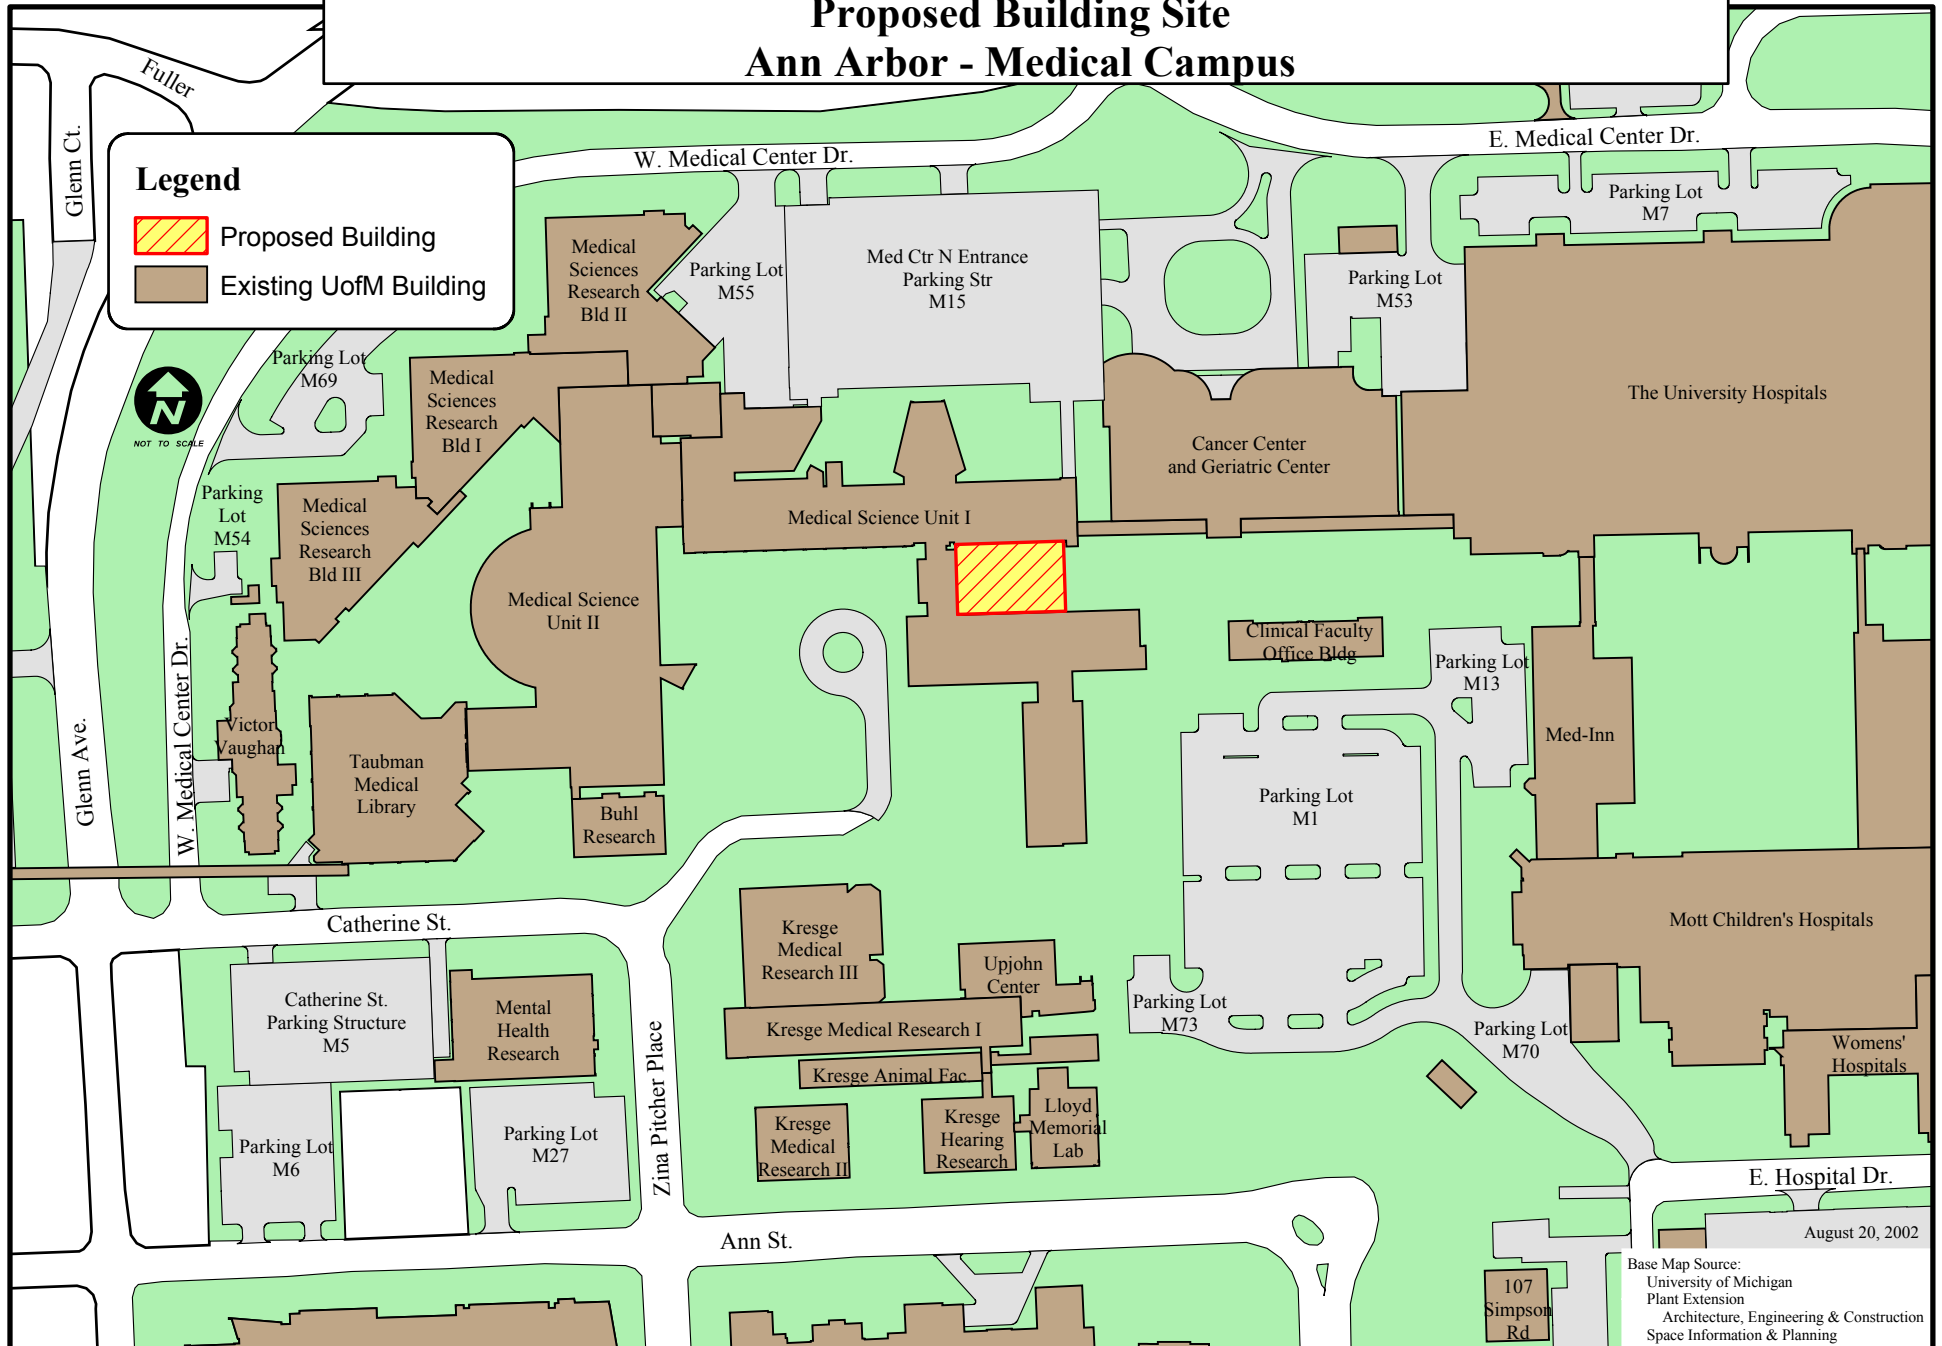 Proposed Building Site
Ann Arbor - Medical Campus
Fuller
Glenn Ct.
Legend
Proposed Building
Existing UofM Building
W. Medical Center Dr.
E. Medical Center Dr.
Parking Lot
M7
Medical
Sciences
Research
Bld II
Parking Lot
M55
Med Ctr N Entrance
Parking Str
M15
Parking Lot
M53
Parking Lot
M69
N
NOT TO SCALE
Medical
Sciences
Research
Bld I
The University Hospitals
Cancer Center
and Geriatric Center
Parking
Lot
M54
Medical
Sciences
Research
Bld III
Medical Science Unit I
Medical Science
Unit II
Clinical Faculty
Office Bldg
Parking Lot
M13
W. Medical Center Dr.
Glenn Ave.
Victor
Vaughan
Taubman
Medical
Library
Med-Inn
Buhl
Research
Parking Lot
M1
Catherine St.
Kresge
Medical
Research III
Upjohn
Center
Mott Children's Hospitals
Catherine St.
Parking Structure
M5
Mental
Health
Research
Parking Lot
M73
Kresge Medical Research I
Parking Lot
M70
Womens'
Hospitals
Kresge Animal Fac.
Zina Pitcher Place
Kresge
Medical
Research II
Kresge
Hearing
Research
Lloyd
Memorial
Lab
Parking Lot
M6
Parking Lot
M27
E. Hospital Dr.
Ann St.
August 20, 2002
107
Simpson
Rd
Base Map Source:
University of Michigan
Plant Extension
Architecture, Engineering & Construction
Space Information & Planning